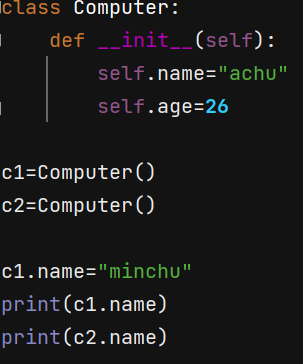 class Computer:
    def __init__(self):
        self.name="achu"
        self.age=26
c1=Computer()
c2=Computer()
c1.name="minchu"
print(c1.name)
print(c2.name)